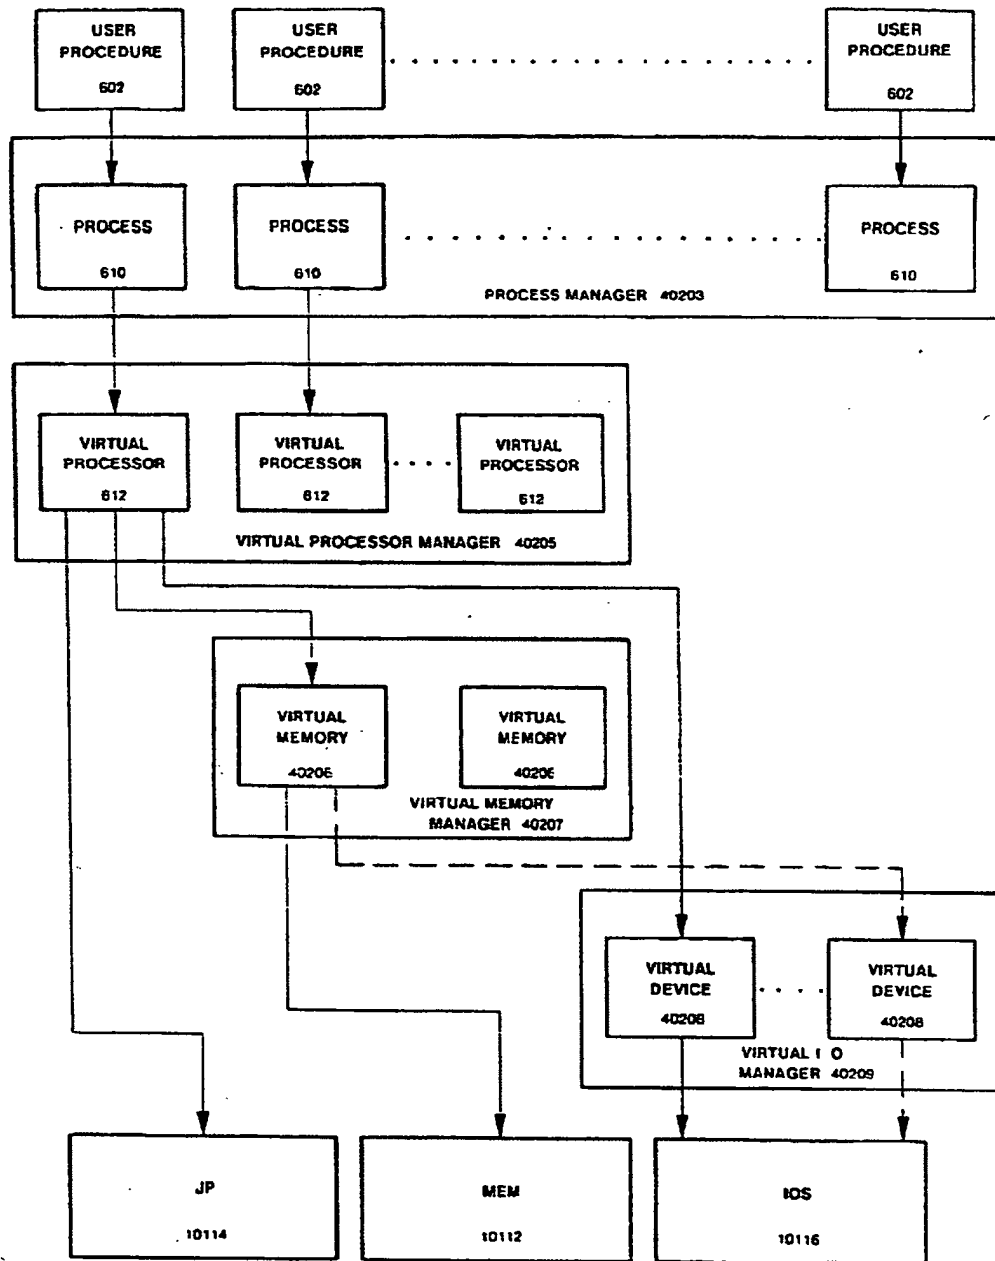 USER
PROCEDURE
602
USER
PROCEDURE
602
USER
PROCEDURE
602
PROCESS
610
PROCESS
610
PROCESS
610
PROCESS MANAGER 40203
VIRTUAL
PROCESSOR
612
VIRTUAL
PROCESSOR
612
VIRTUAL
PROCESSOR
612
VIRTUAL PROCESSOR MANAGER 40205
VIRTUAL
MEMORY
40206
VIRTUAL
MEMORY
40206
VIRTUAL MEMORY
MANAGER 40207
VIRTUAL
DEVICE
40208
VIRTUAL
DEVICE
40208
VIRTUAL I O
MANAGER 40209
JP
10114
MEM
10112
IOS
10116